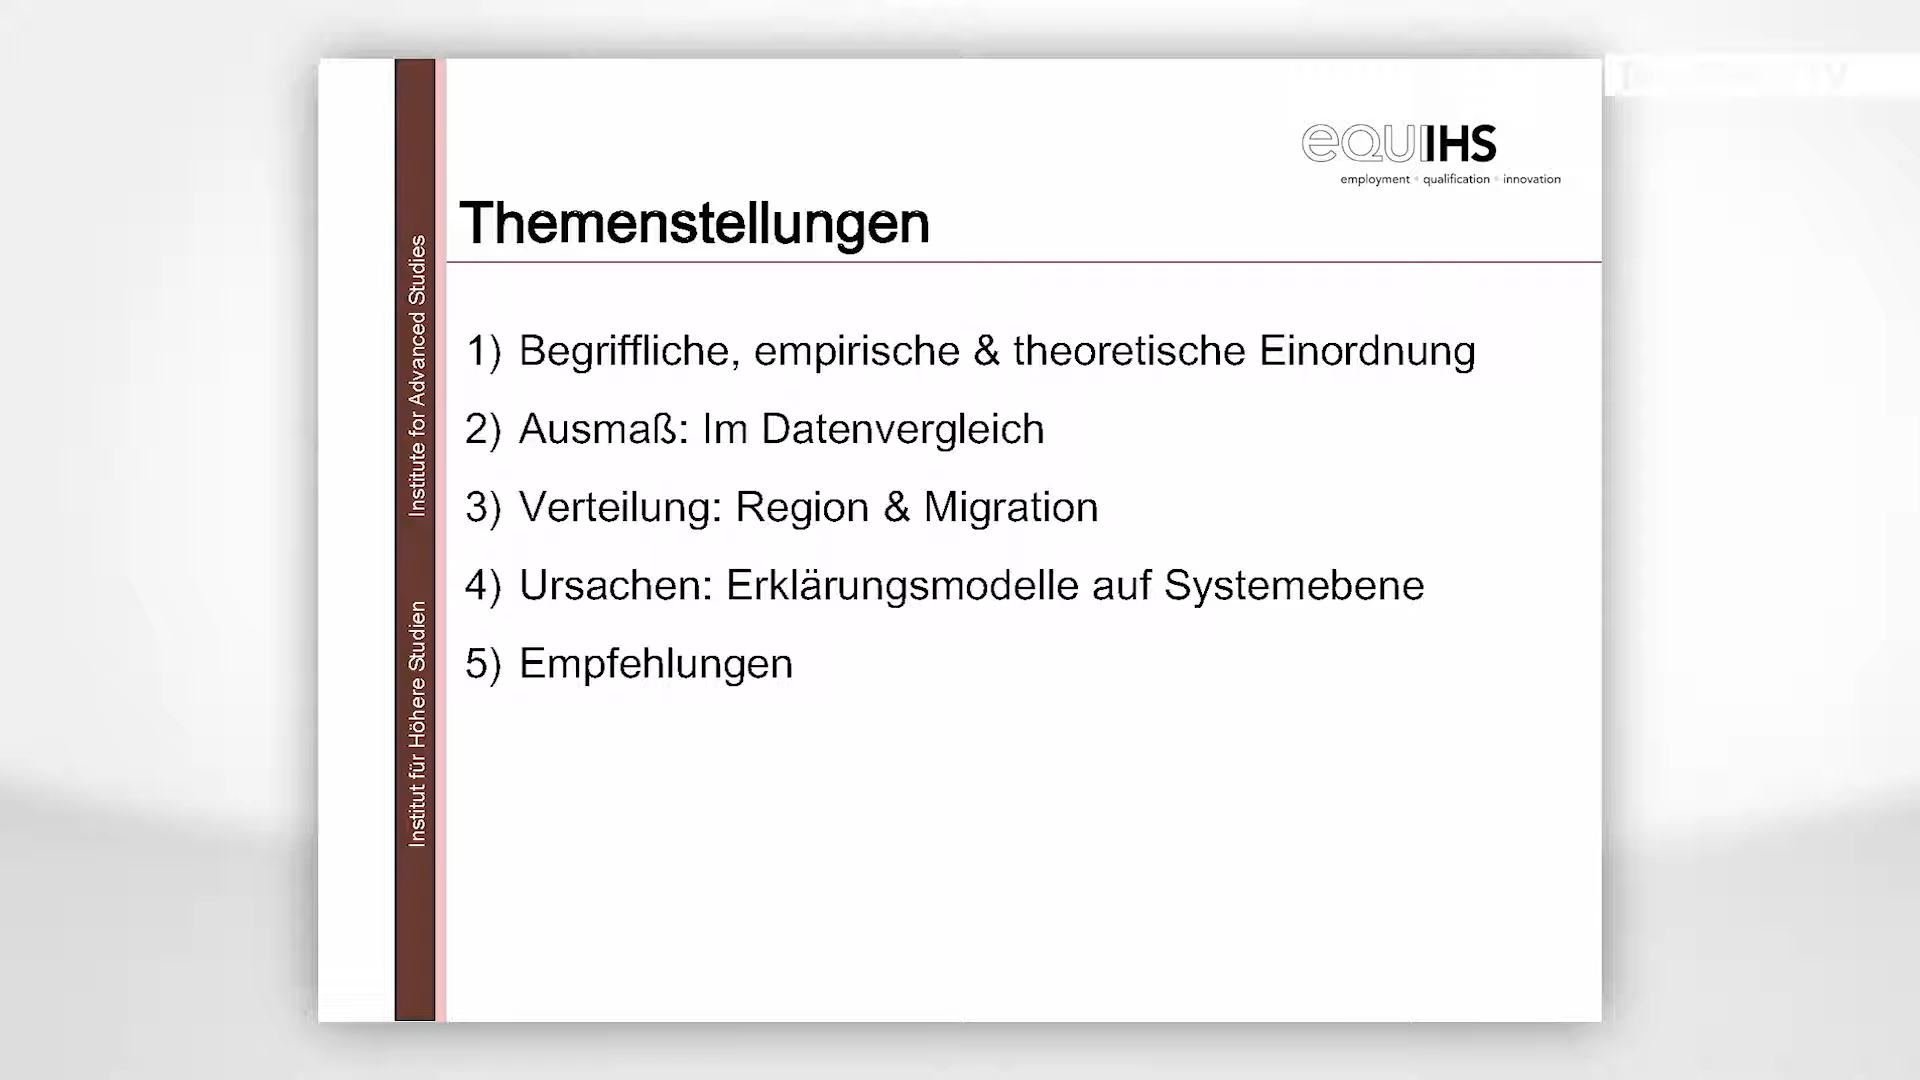 equIHS
employment • qualification • innovation
Themenstellungen
1) Begriffliche, empirische & theoretische Einordnung
2) Ausmaß: Im Datenvergleich
3) Verteilung: Region & Migration
4) Ursachen: Erklärungsmodelle auf Systemebene
5) Empfehlungen
Institut für Höhere Studien Institute for Advanced Studies